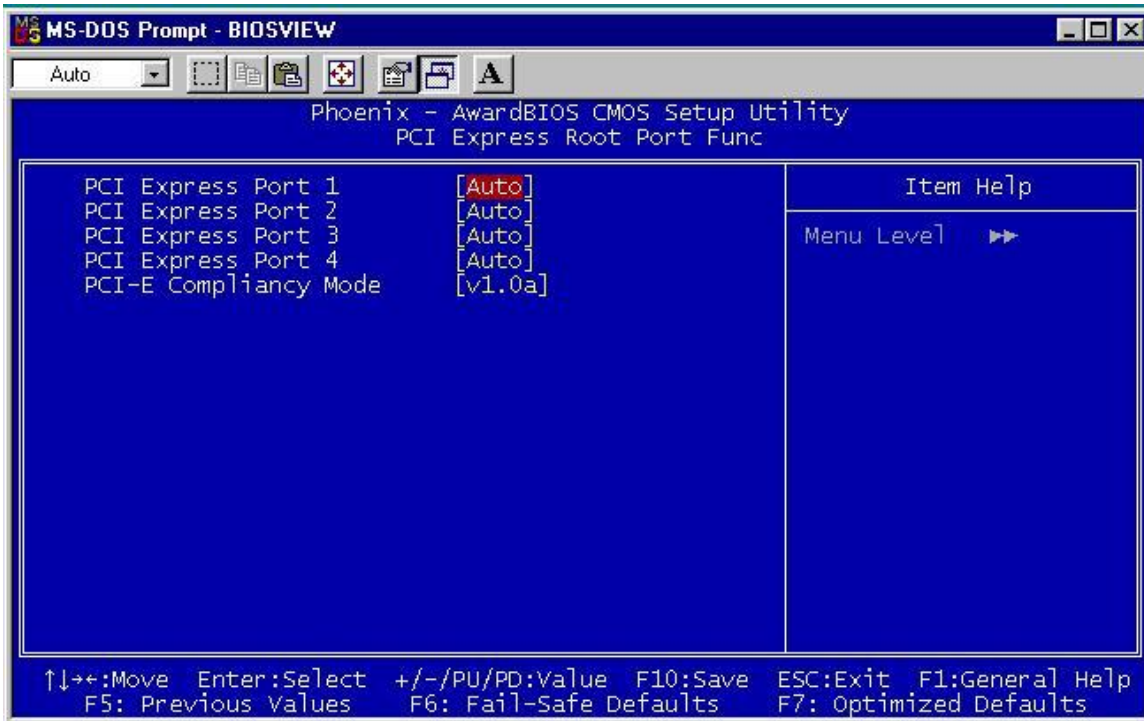 MS-DOS Prompt - BIOSVIEW
Auto
A
Phoenix - AwardBIOS CMOS Setup Utility
PCI Express Root Port Func
PCI Express Port 1 [Auto]
PCI Express Port 2 [Auto]
PCI Express Port 3 [Auto]
PCI Express Port 4 [Auto]
PCI-E Compliancy Mode [v1.0a]
Item Help
Menu Level ►►
↑↓→←:Move Enter:Select +/-/PU/PD:Value F10:Save ESC:Exit F1:General Help
F5: Previous Values F6: Fail-Safe Defaults F7: Optimized Defaults